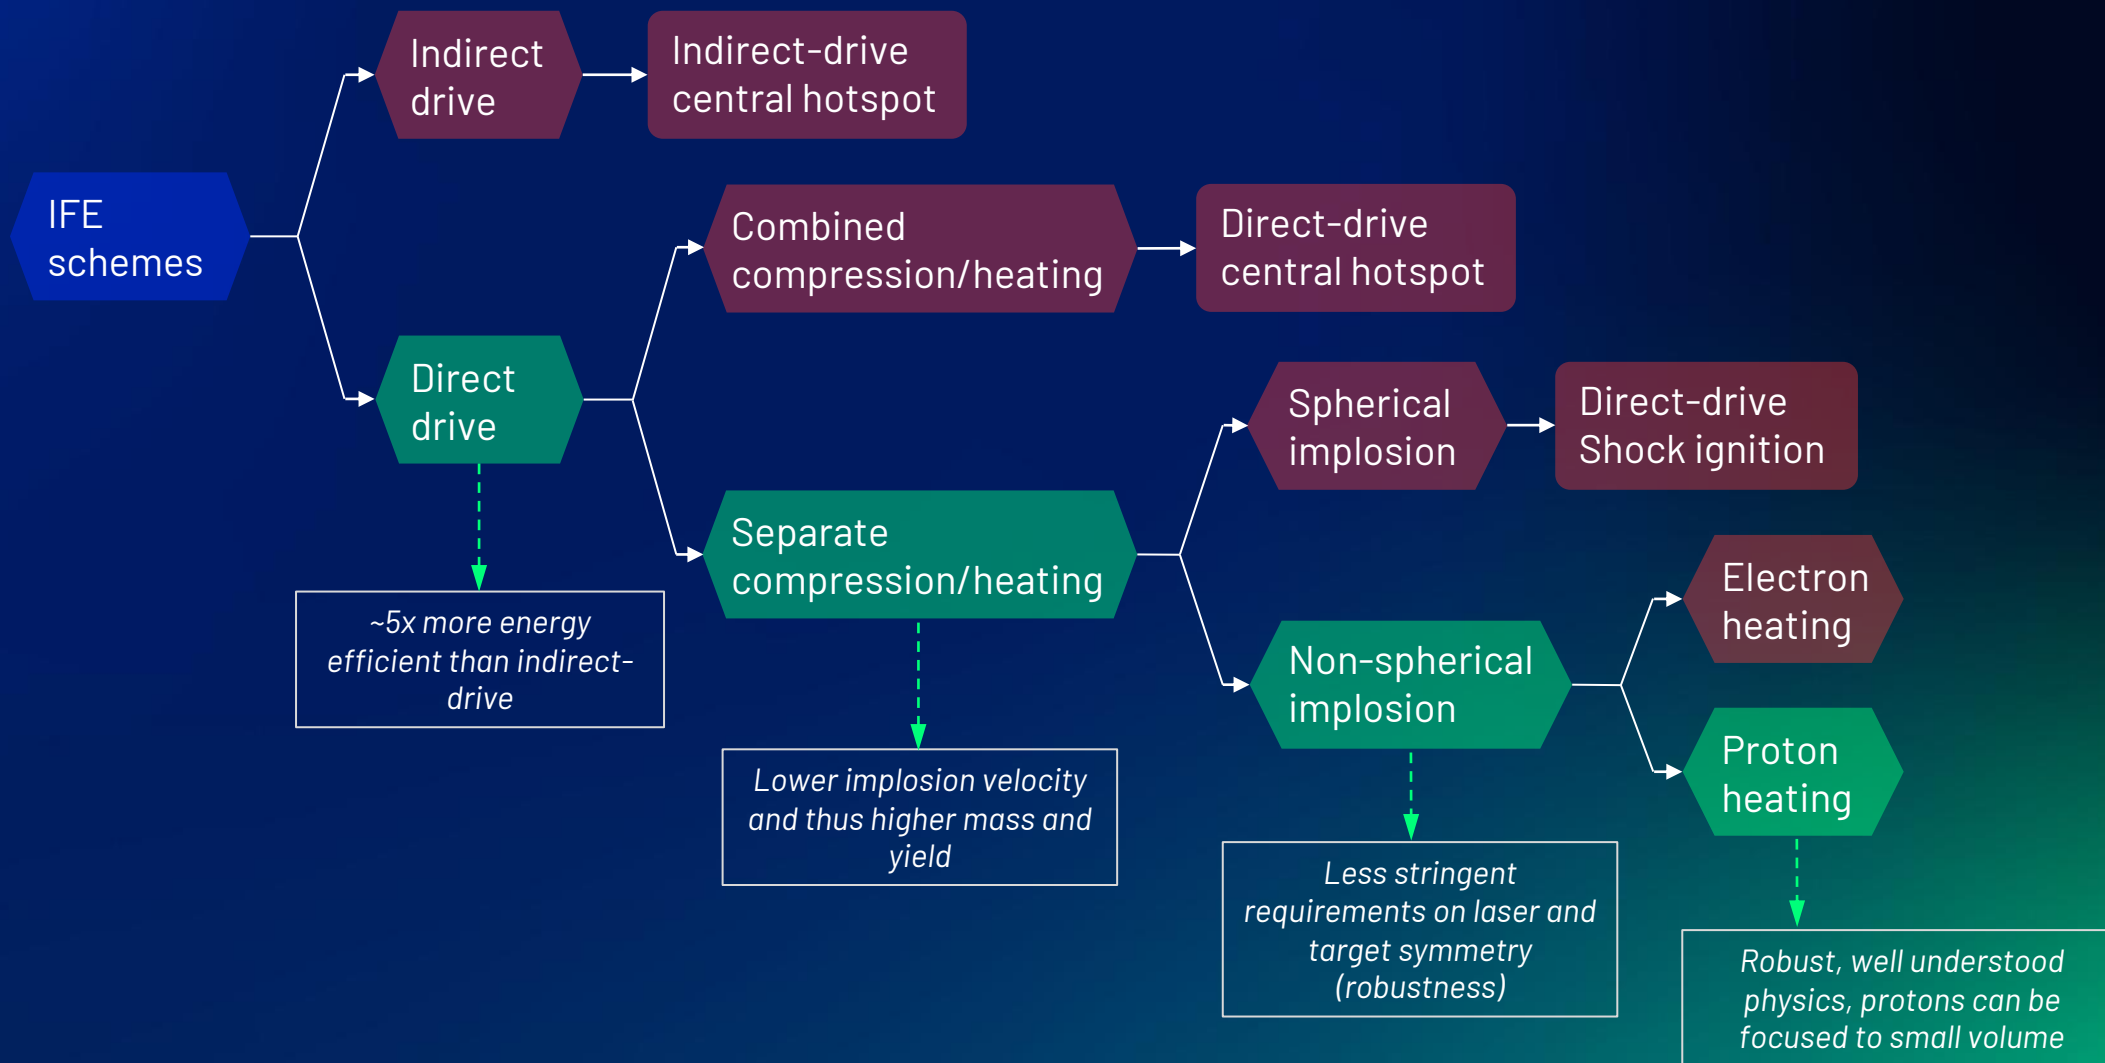 Indirect
drive
Indirect-drive
central hotspot
IFE
schemes
Combined
compression/heating
Direct-drive
central hotspot
Direct
drive
Spherical
implosion
Direct-drive
Shock ignition
Separate
compression/heating
Electron
heating
~5x more energy
efficient than indirect-
drive
Non-spherical
implosion
Proton
heating
Lower implosion velocity
and thus higher mass and
yield
Less stringent
requirements on laser and
target symmetry
(robustness)
Robust, well understood
physics, protons can be
focused to small volume